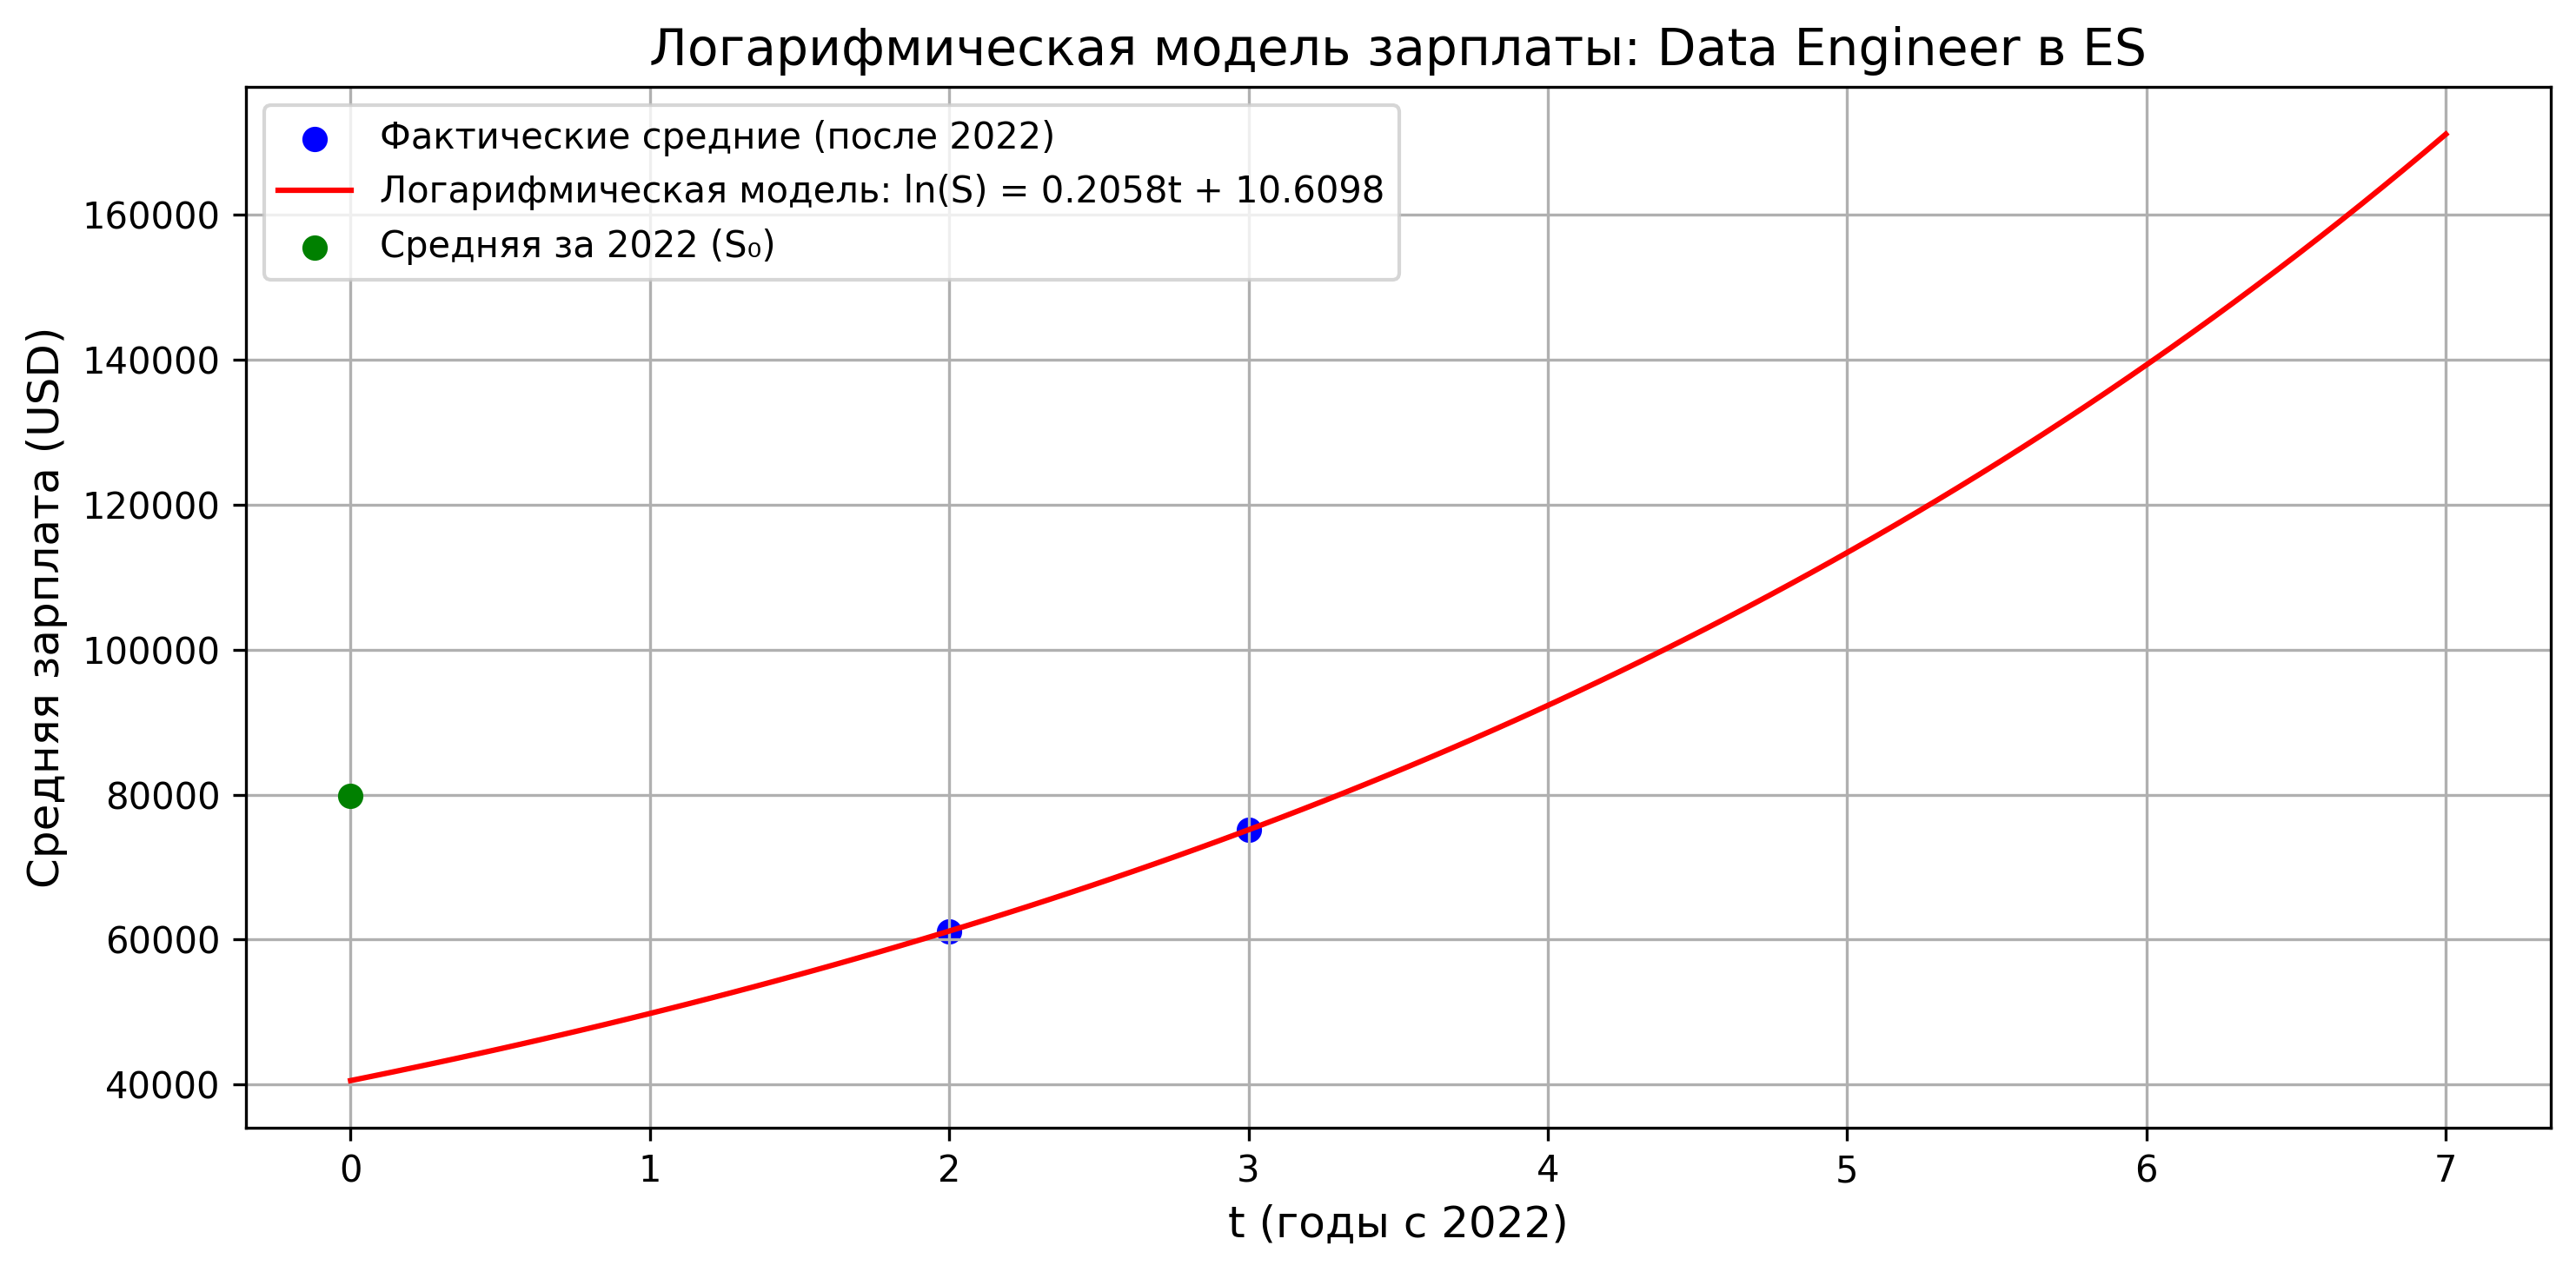 Логарифмическая модель зарплаты: Data Engineer в ES
Фактические средние (после 2022)
Логарифмическая модель: ln(S) = 0.2058t + 10.6098
Средняя за 2022 (S₀)
Средняя зарплата (USD)
160000
140000
120000
100000
80000
60000
40000
0 1 2 3 4 5 6 7
t (годы с 2022)